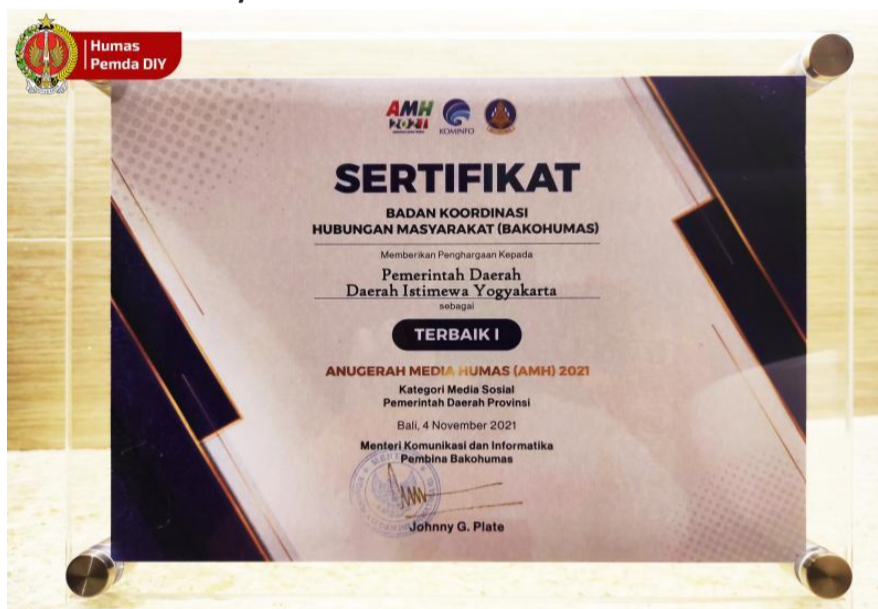 Humas
Pemda DIY
AMH
2021
KOMINFO
SERTIFIKAT
BADAN KOORDINASI
HUBUNGAN MASYARAKAT (BAKOHUMAS)
Memberikan Penghargaan Kepada
Pemerintah Daerah
Daerah Istimewa Yogyakarta
sebagai
TERBAIK I
ANUGERAH MEDIA HUMAS (AMH) 2021
Kategori Media Sosial
Pemerintah Daerah Provinsi
Bali, 4 November 2021
Menteri Komunikasi dan Informatika
Pembina Bakohumas
Johnny G. Plate